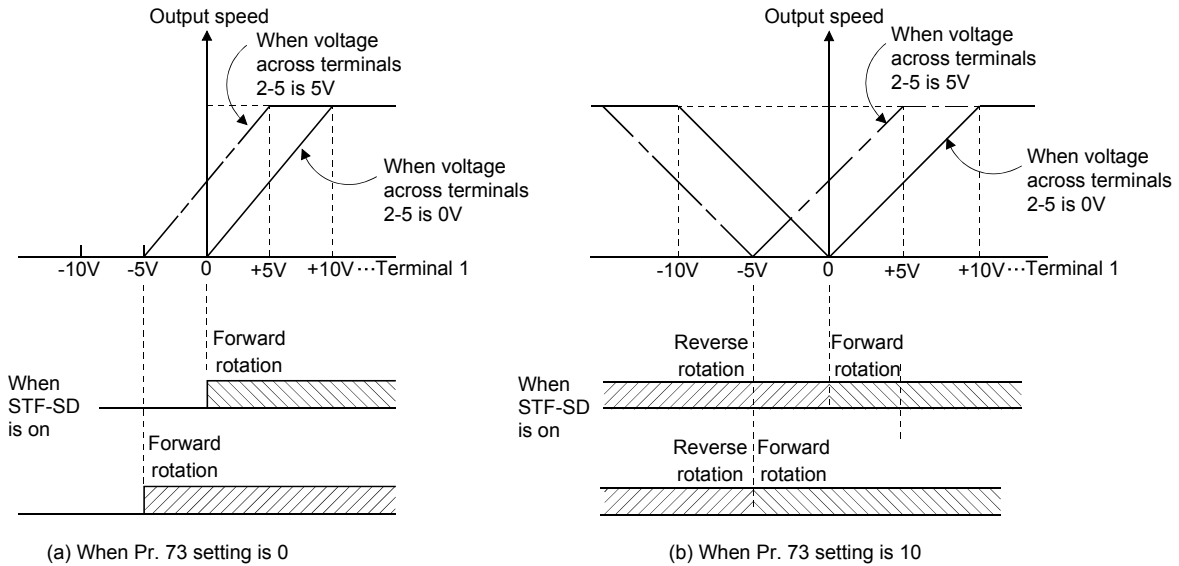 Output speed
When voltage
across terminals
2-5 is 5V
When voltage
across terminals
2-5 is 0V
-10V -5V 0 +5V +10V ···Terminal 1
Forward
rotation
When
STF-SD
is on
Forward
rotation
(a) When Pr. 73 setting is 0
Output speed
When voltage
across terminals
2-5 is 5V
When voltage
across terminals
2-5 is 0V
-10V -5V 0 +5V +10V ···Terminal 1
Reverse
rotation
Forward
rotation
When
STF-SD
is on
Reverse
rotation
Forward
rotation
(b) When Pr. 73 setting is 10